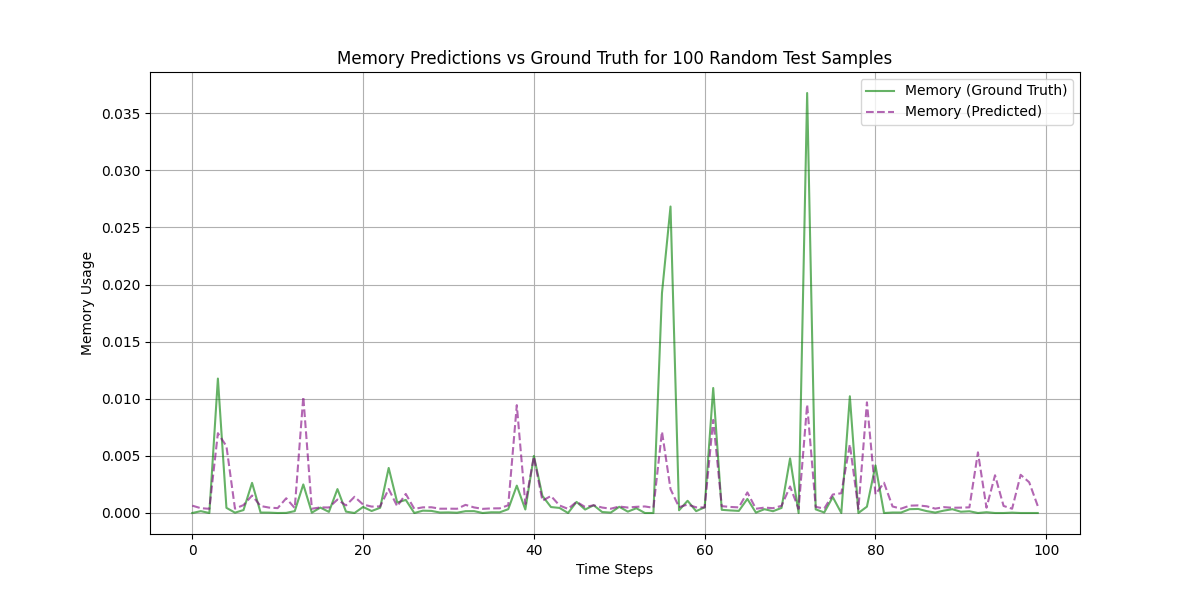 Memory Predictions vs Ground Truth for 100 Random Test Samples
Memory (Ground Truth)
Memory (Predicted)
Memory Usage
0.035
0.030
0.025
0.020
0.015
0.010
0.005
0.000
0 20 40 60 80 100
Time Steps